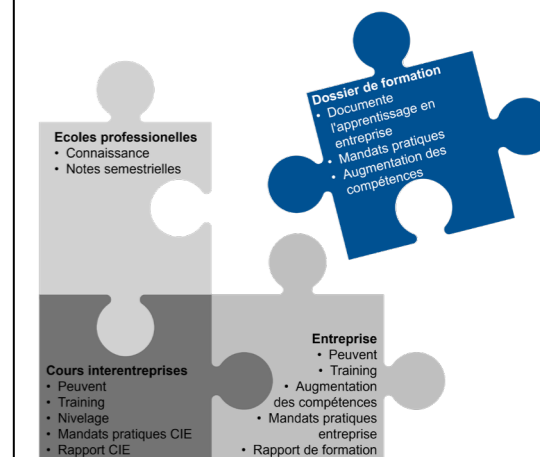 Dossier de formation
• Documente
l'apprentissage en
entreprise
• Mandats pratiques
• Augmentation des
compétences
Ecoles professionelles
• Connaissance
• Notes semestrielles
Cours interentreprises
• Peuvent
• Training
• Nivelage
• Mandats pratiques CIE
• Rapport CIE
Entreprise
• Peuvent
• Training
• Augmentation
des compétences
• Mandats pratiques
entreprise
• Rapport de formation